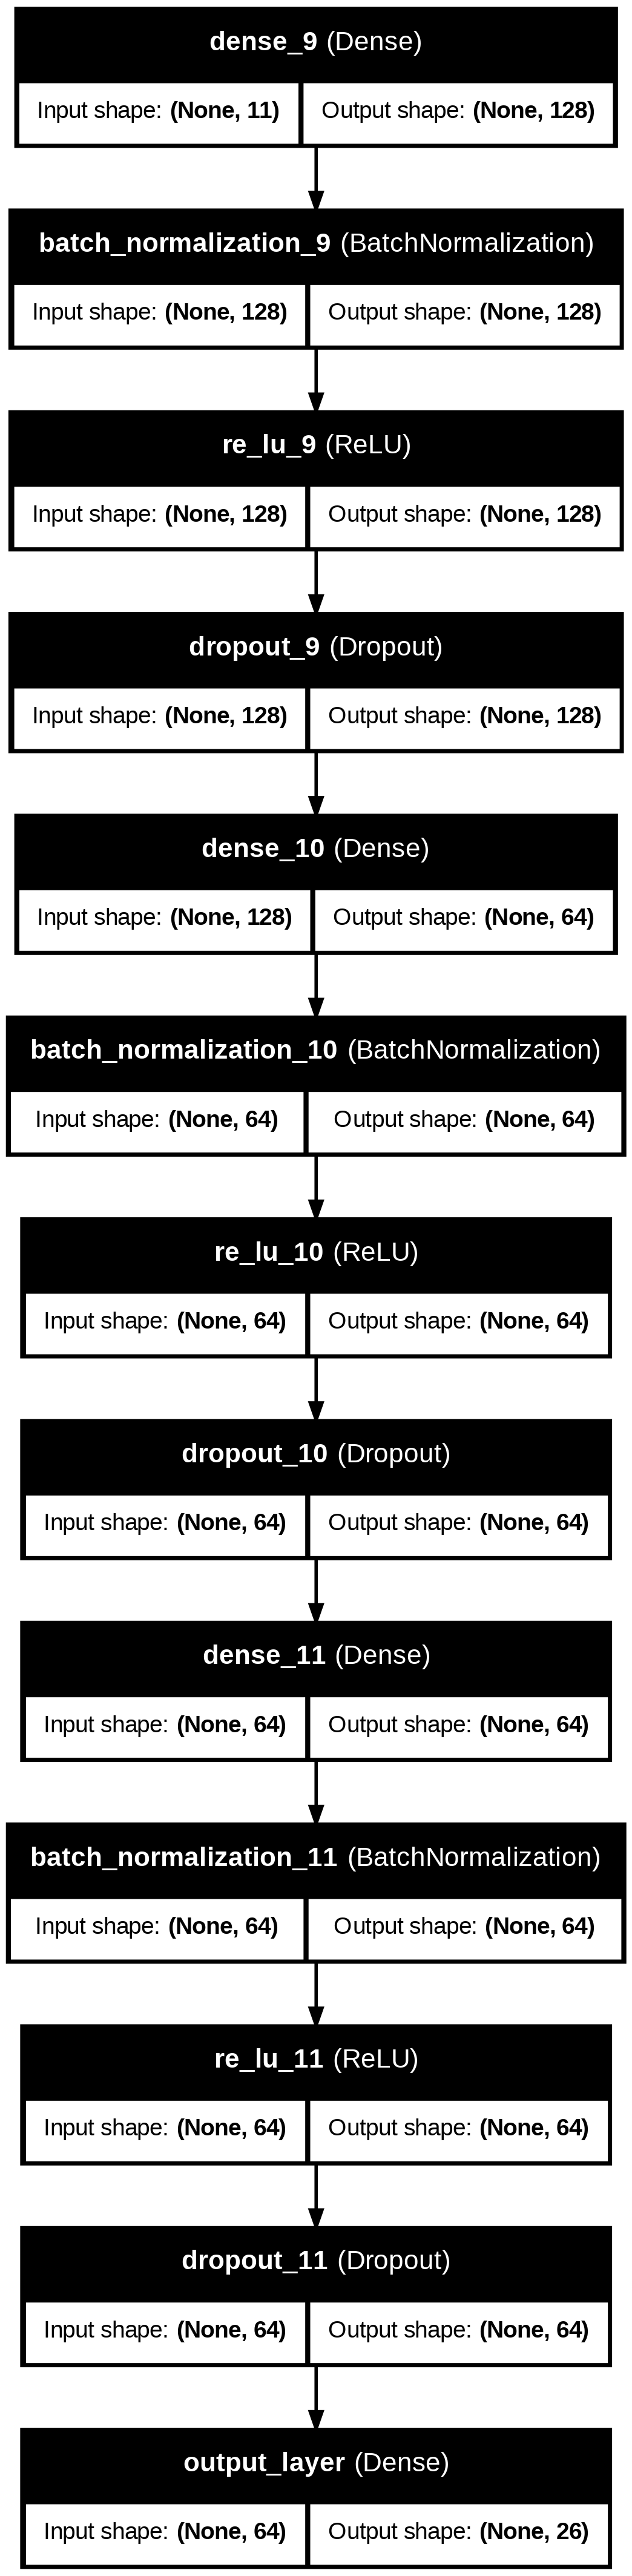 dense_9 (Dense)
Input shape: (None, 11) Output shape: (None, 128)
batch_normalization_9 (BatchNormalization)
Input shape: (None, 128) Output shape: (None, 128)
re_lu_9 (ReLU)
Input shape: (None, 128) Output shape: (None, 128)
dropout_9 (Dropout)
Input shape: (None, 128) Output shape: (None, 128)
dense_10 (Dense)
Input shape: (None, 128) Output shape: (None, 64)
batch_normalization_10 (BatchNormalization)
Input shape: (None, 64) Output shape: (None, 64)
re_lu_10 (ReLU)
Input shape: (None, 64) Output shape: (None, 64)
dropout_10 (Dropout)
Input shape: (None, 64) Output shape: (None, 64)
dense_11 (Dense)
Input shape: (None, 64) Output shape: (None, 64)
batch_normalization_11 (BatchNormalization)
Input shape: (None, 64) Output shape: (None, 64)
re_lu_11 (ReLU)
Input shape: (None, 64) Output shape: (None, 64)
dropout_11 (Dropout)
Input shape: (None, 64) Output shape: (None, 64)
output_layer (Dense)
Input shape: (None, 64) Output shape: (None, 26)